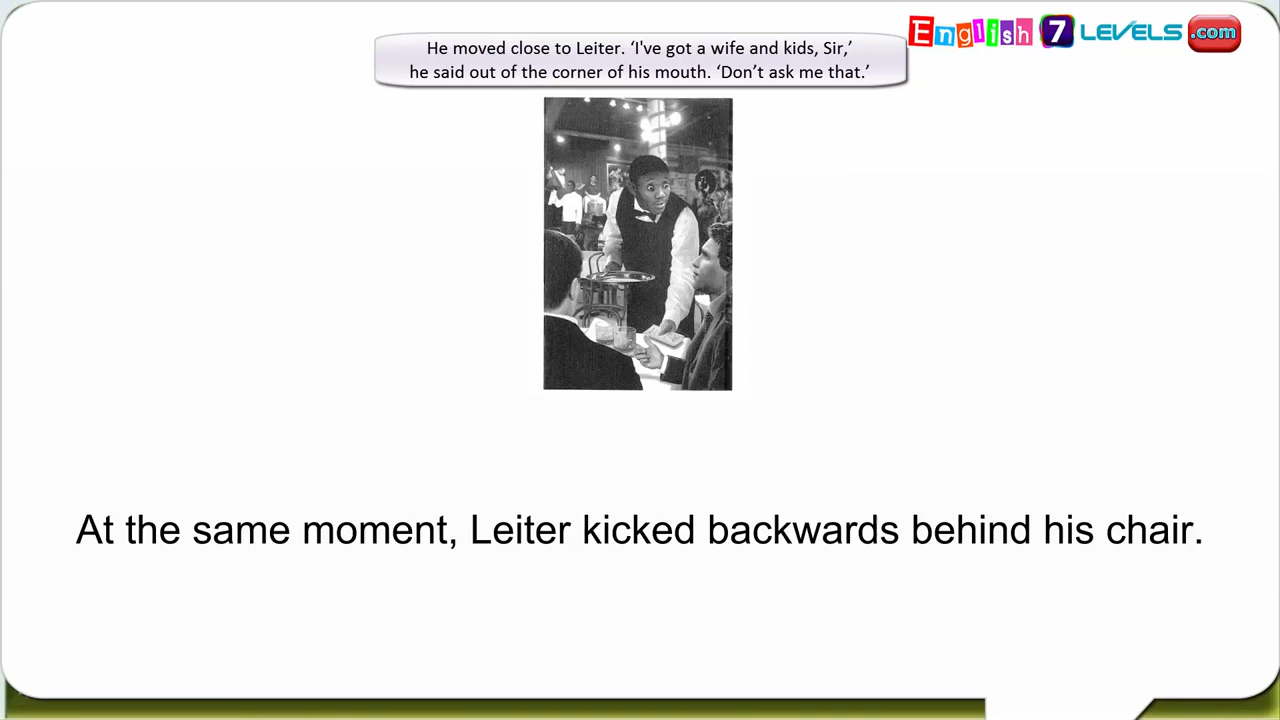 English 7 LEVELS .com
He moved close to Leiter. ‘I've got a wife and kids, Sir,’
he said out of the corner of his mouth. ‘Don’t ask me that.’
At the same moment, Leiter kicked backwards behind his chair.